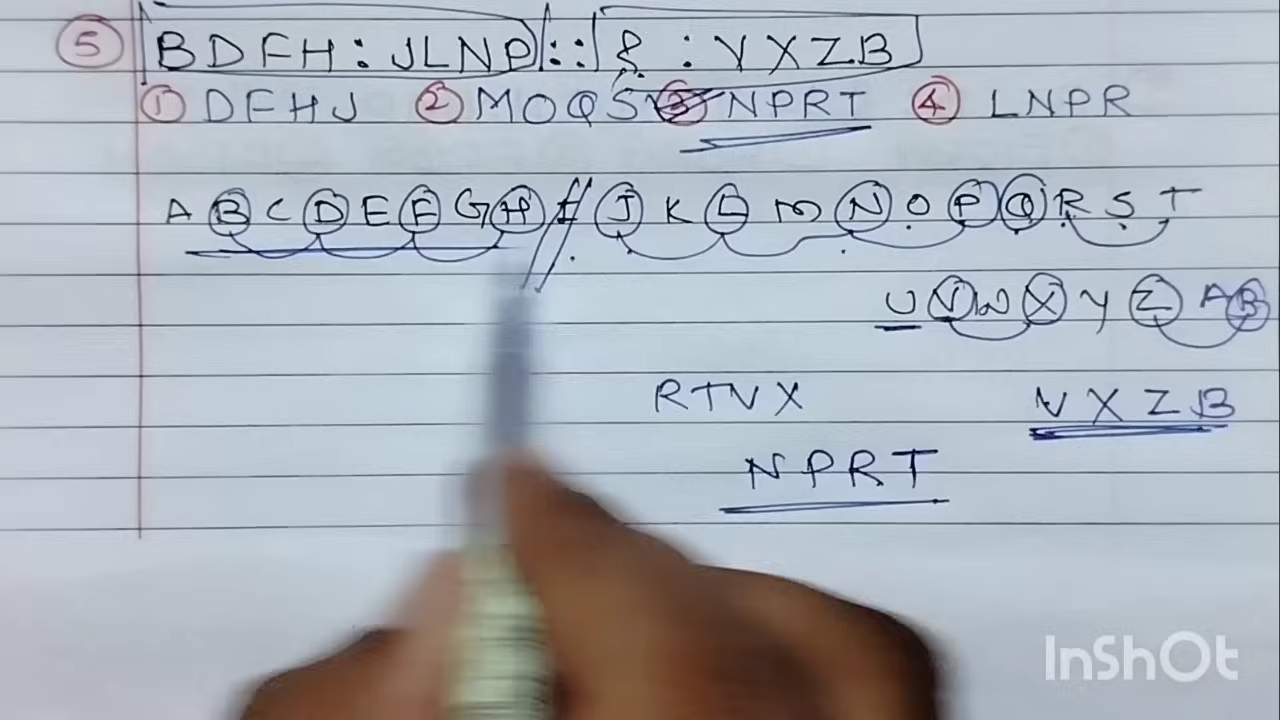 ⑤ BDFH : JLNP :: ? : VXZB
① DFHJ ② MOQS ③ NPRT ④ LNPR
A B C D E F G H I J K L M N O P Q R S T
U V W X Y Z A B
RTVX VXZB
NPRT
InShOt